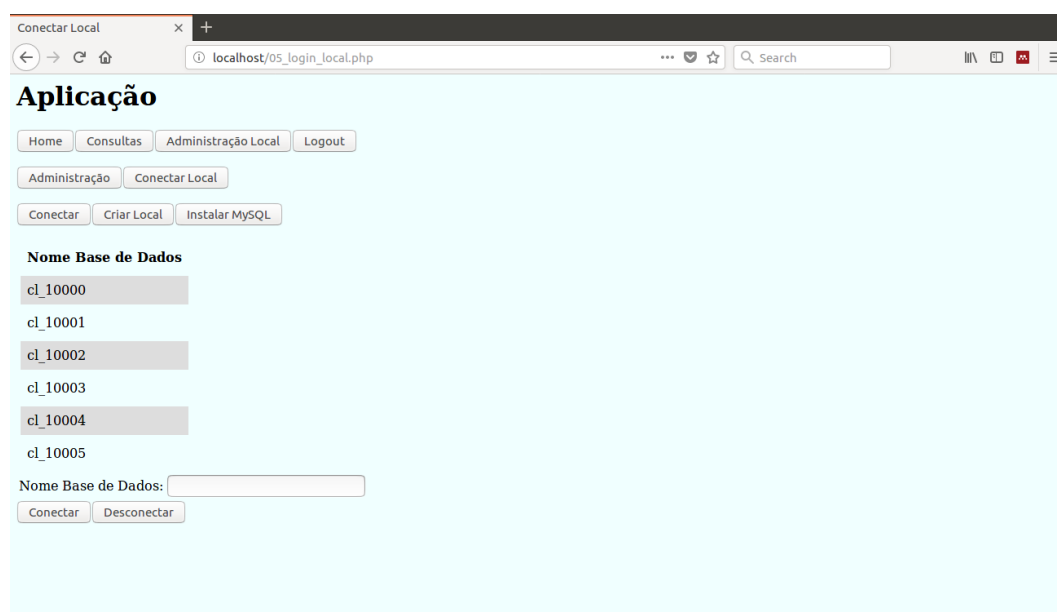 Conectar Local
localhost/05_login_local.php
Search
Aplicação
Home Consultas Administração Local Logout
Administração Conectar Local
Conectar Criar Local Instalar MySQL
Nome Base de Dados
cl_10000
cl_10001
cl_10002
cl_10003
cl_10004
cl_10005
Nome Base de Dados:
Conectar Desconectar